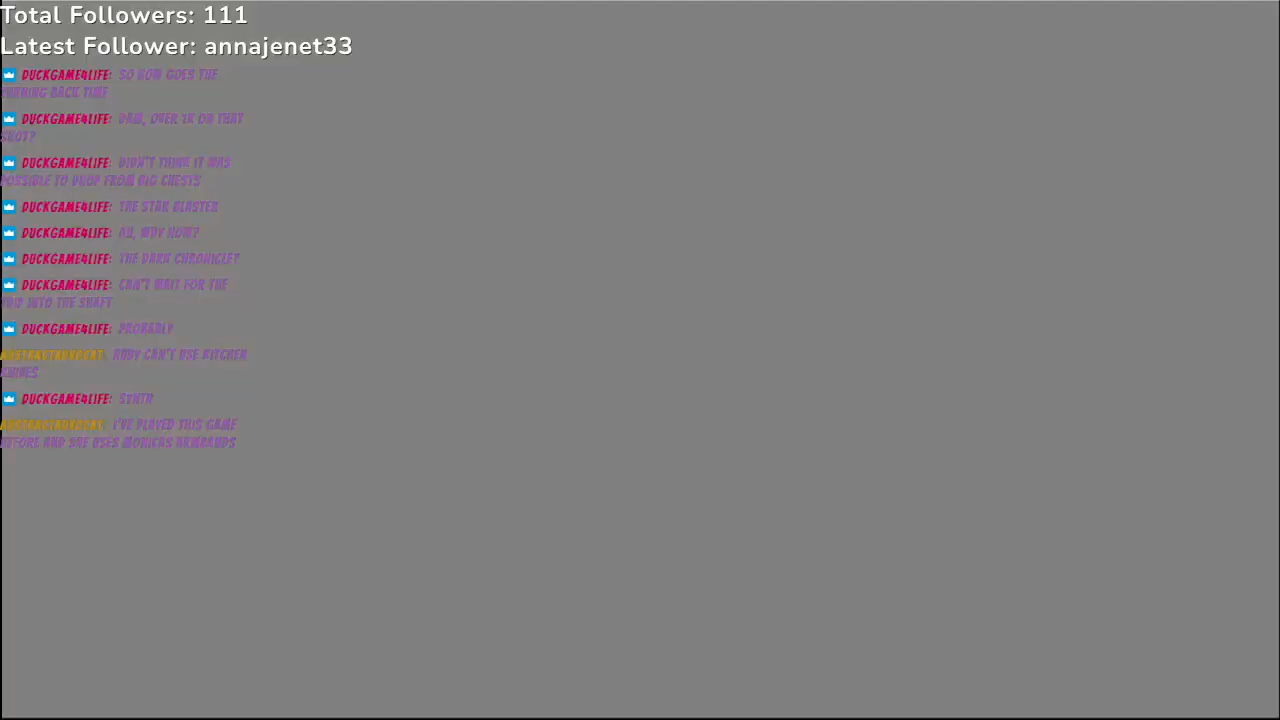 Total Followers: 111
Latest Follower: annajenet33
DUCKGAME4LIFE: SO HOW GOES THE
TURNING BACK TIME
DUCKGAME4LIFE: DAM, OVER 1K ON THAT
SHOT?
DUCKGAME4LIFE: DIDN'T THINK IT WAS
POSSIBLE TO DROP FROM BIG CHESTS
DUCKGAME4LIFE: THE STAR BLASTER
DUCKGAME4LIFE: AH, WHY NOW?
DUCKGAME4LIFE: THE DARK CHRONICLE?
DUCKGAME4LIFE: CAN'T WAIT FOR THE
TRIP INTO THE SHAFT
DUCKGAME4LIFE: PROBABLY
CAN'T USE KITCHEN
KNIVES
DUCKGAME4LIFE: SYNTH
I'VE PLAYED THIS GAME
BEFORE AND SHE USES MONICAS ARMBANDS